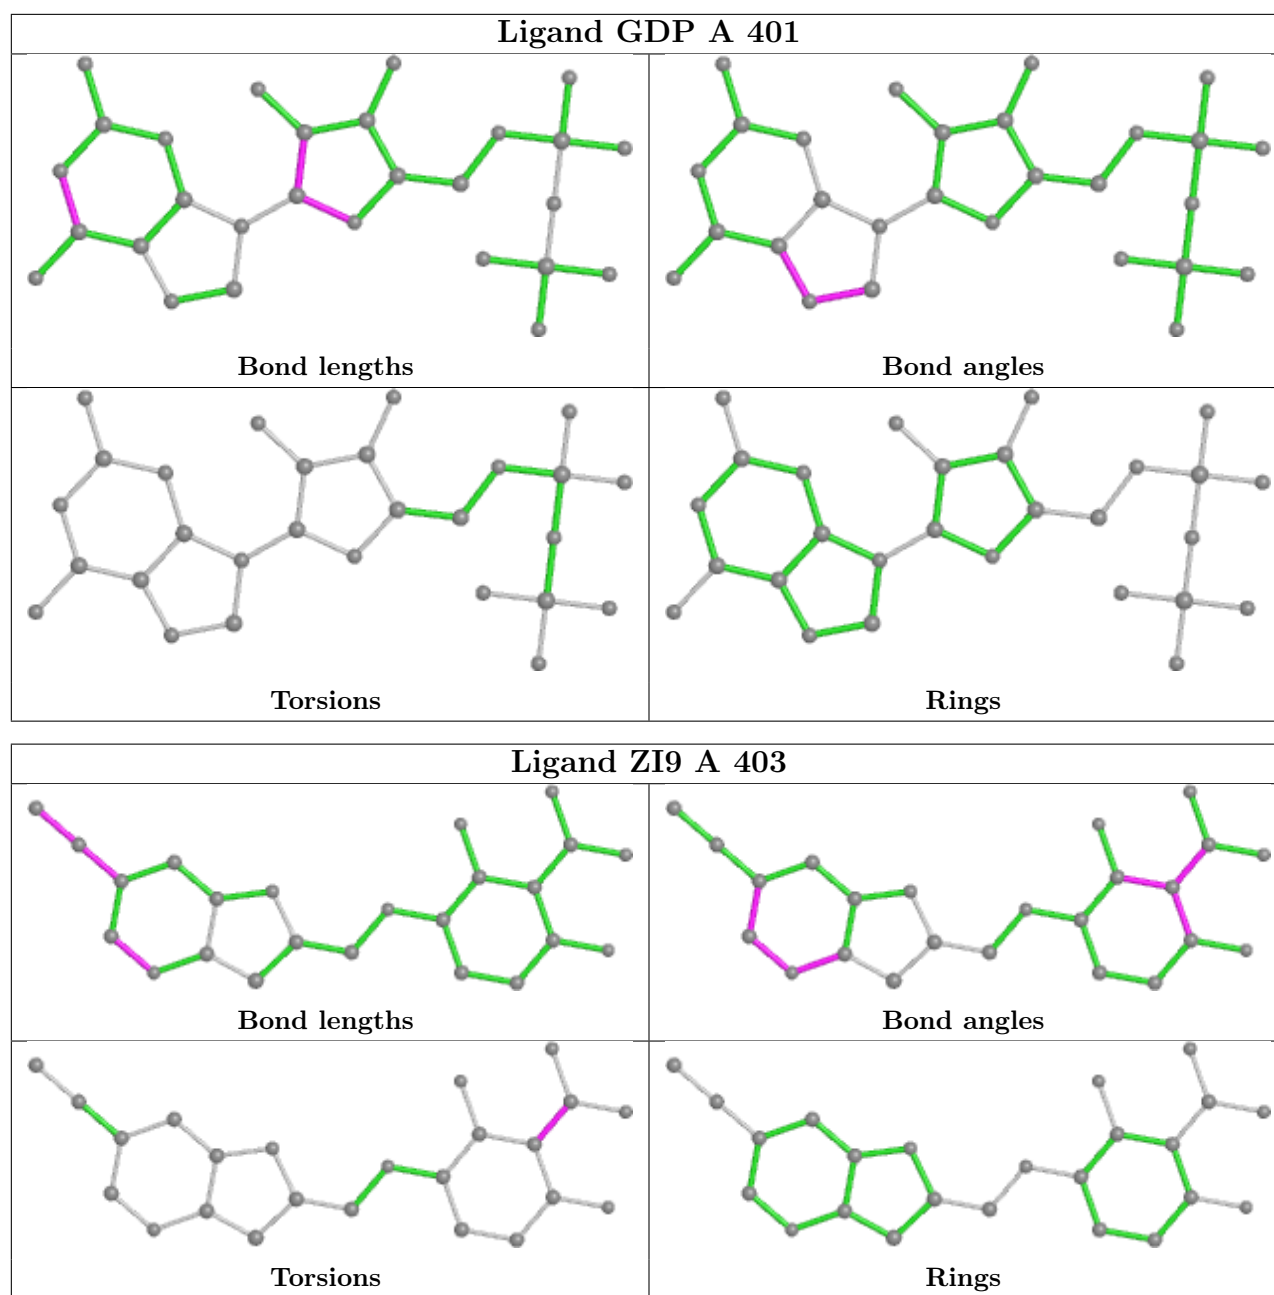 Ligand GDP A 401
Bond lengths
Bond angles
Torsions
Rings
Ligand ZI9 A 403
Bond lengths
Bond angles
Torsions
Rings